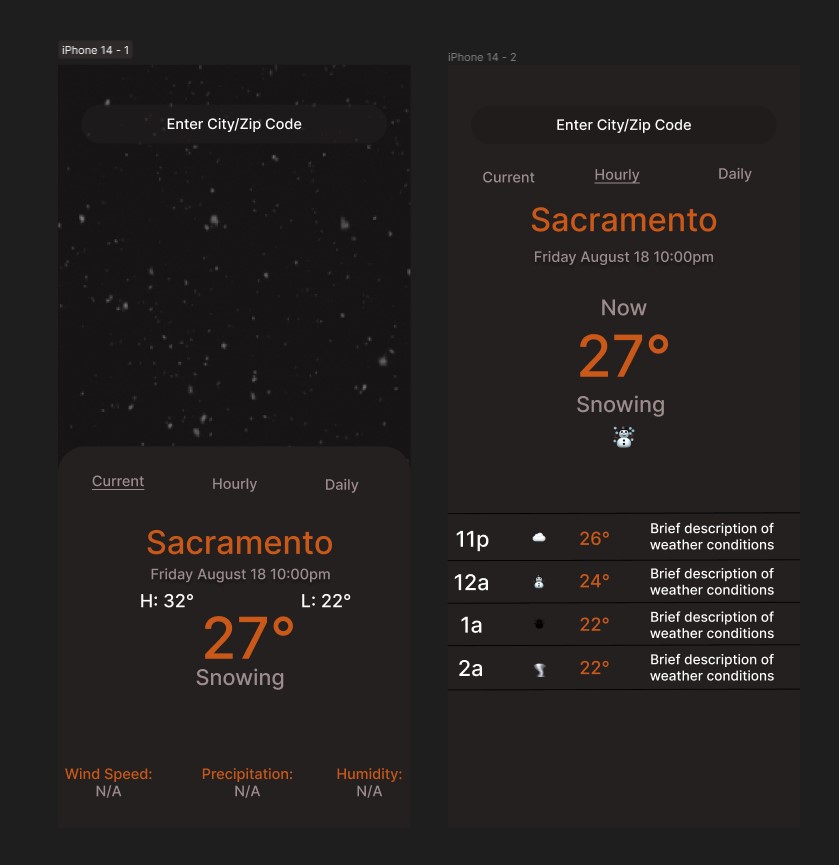 iPhone 14 - 1
Enter City/Zip Code
Current
Hourly
Daily
Sacramento
Friday August 18 10:00pm
H: 32°
L: 22°
27°
Snowing
Wind Speed:
N/A
Precipitation:
N/A
Humidity:
N/A
iPhone 14 - 2
Enter City/Zip Code
Current
Hourly
Daily
Sacramento
Friday August 18 10:00pm
Now
27°
Snowing
11p
26°
Brief description of
weather conditions
12a
24°
Brief description of
weather conditions
1a
22°
Brief description of
weather conditions
2a
22°
Brief description of
weather conditions